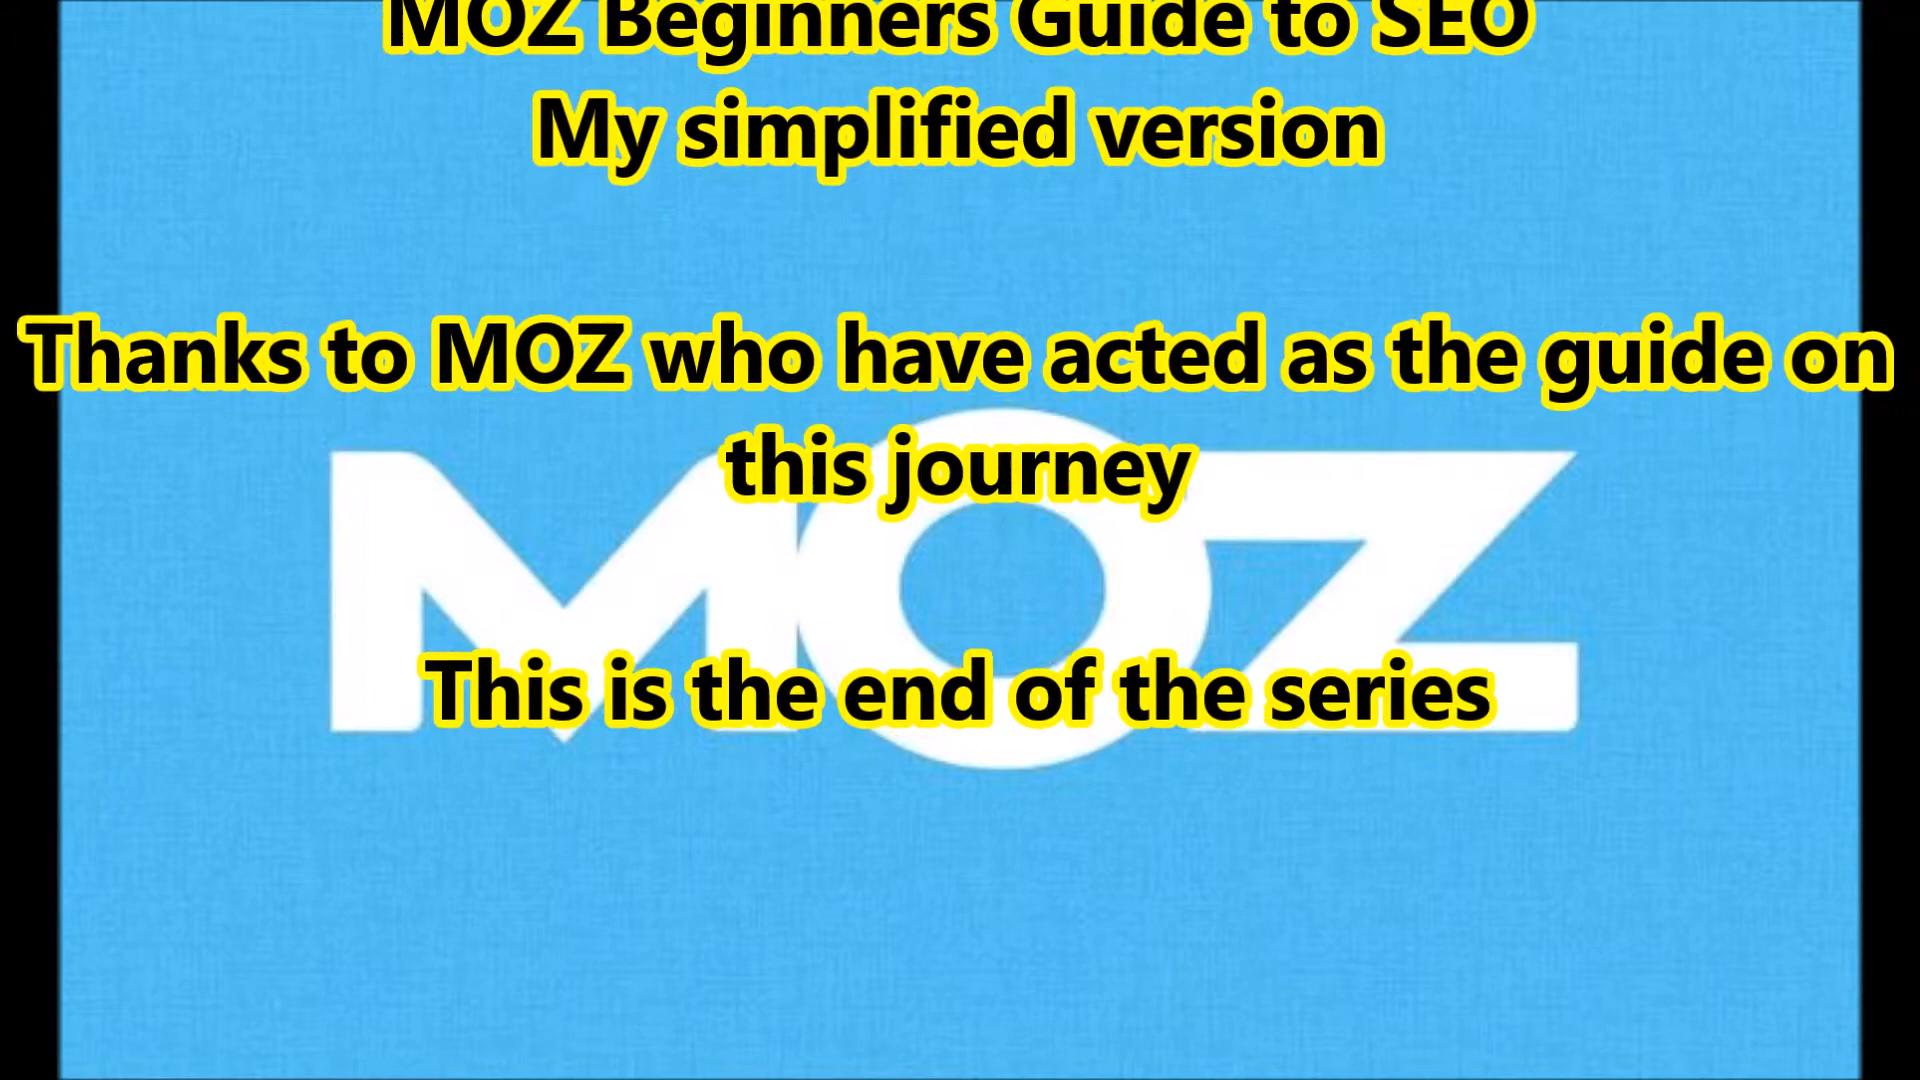 MOZ Beginners Guide to SEO
My simplified version
Thanks to MOZ who have acted as the guide on
this journey
MOZ
This is the end of the series